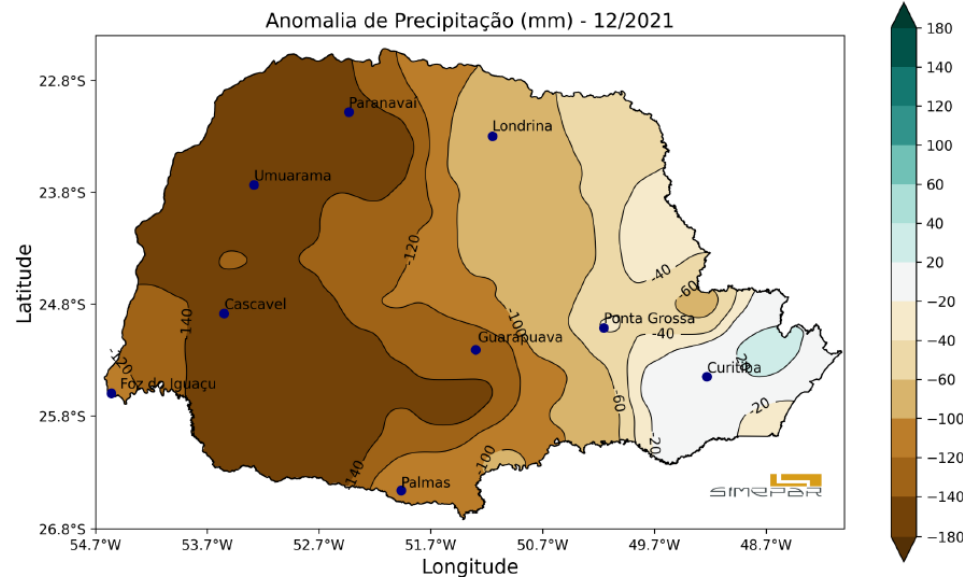 Anomalia de Precipitação (mm) - 12/2021
Latitude
22.8°S
23.8°S
24.8°S
25.8°S
26.8°S
Paranavaí
Londrina
Umuarama
Cascavel
Ponta Grossa
Guarapuava
Foz do Iguaçu
Curitiba
Palmas
-120
-40
-60
-100
-40
140
-120
20
-20
-60
-20
-100
140
SIMEPAR
54.7°W
53.7°W
52.7°W
51.7°W
50.7°W
49.7°W
48.7°W
Longitude
180
140
120
100
60
40
20
−20
−40
−60
−100
−120
−140
−180